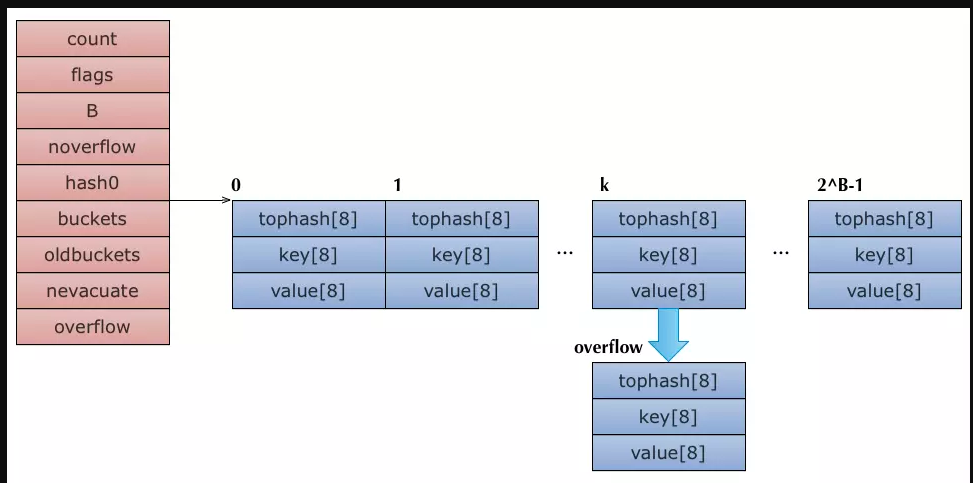 count
flags
B
noverflow
hash0
buckets
oldbuckets
nevacuate
overflow
0 1 k 2^B-1
tophash[8] tophash[8] tophash[8] tophash[8]
key[8] key[8] ... key[8] ... key[8]
value[8] value[8] value[8] value[8]
overflow
tophash[8]
key[8]
value[8]